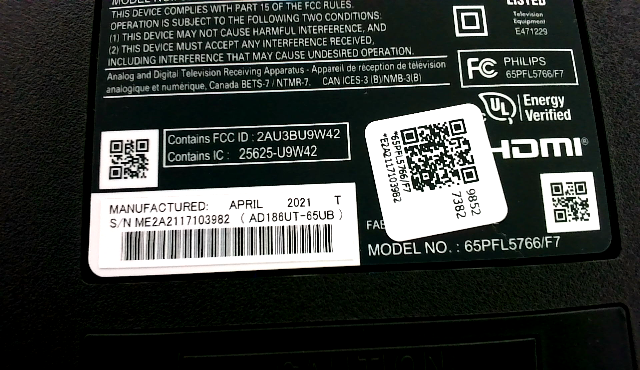 THIS DEVICE COMPLIES WITH PART 15 OF THE FCC RULES.
OPERATION IS SUBJECT TO THE FOLLOWING TWO CONDITIONS:
(1) THIS DEVICE MAY NOT CAUSE HARMFUL INTERFERENCE, AND
(2) THIS DEVICE MUST ACCEPT ANY INTERFERENCE RECEIVED,
INCLUDING INTERFERENCE THAT MAY CAUSE UNDESIRED OPERATION.
Analog and Digital Television Receiving Apparatus - Appareil de réception de télévision
analogique et numérique, Canada BETS-7 / NTMR-7. CAN ICES-3 (B)/NMB-3(B)
LISTED
Television
Equipment
E471229
FC PHILIPS
65PFL5766/F7
UL Energy
Verified
HDMI
Contains FCC ID : 2AU3BU9W42
Contains IC : 25625-U9W42
*65PFL5766/F7
*E2A2117103982
9852
7382
MANUFACTURED: APRIL 2021 T
S/N ME2A2117103982 ( AD186UT-65UB )
MODEL NO. : 65PFL5766/F7